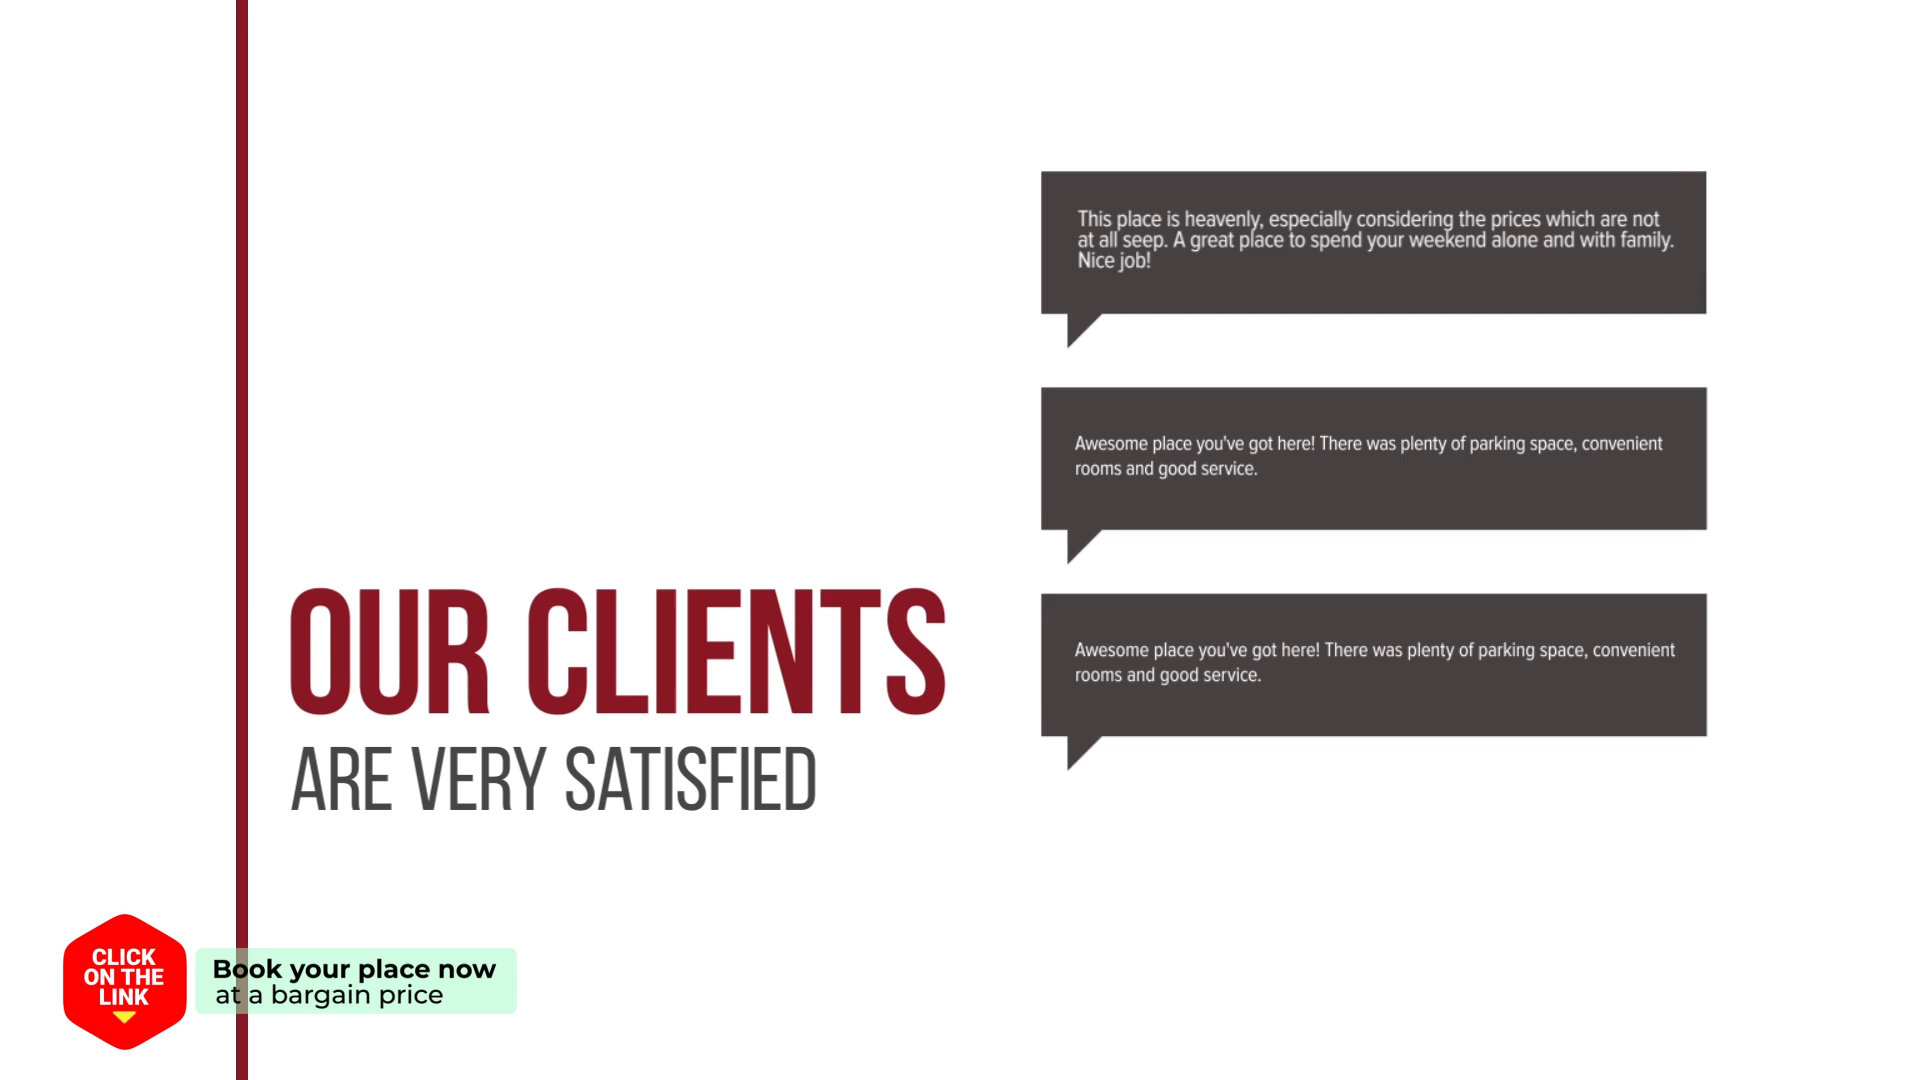 This place is heavenly, especially considering the prices which are not
at all seep. A great place to spend your weekend alone and with family.
Nice job!
Awesome place you've got here! There was plenty of parking space, convenient
rooms and good service.
OUR CLIENTS
ARE VERY SATISFIED
Awesome place you've got here! There was plenty of parking space, convenient
rooms and good service.
CLICK
ON THE
LINK
Book your place now
at a bargain price